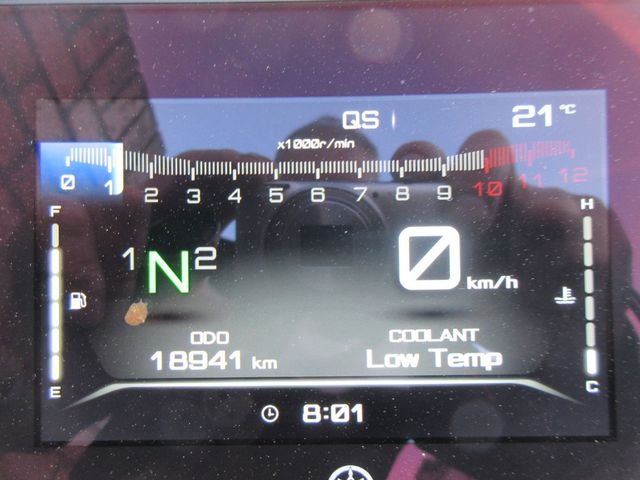 QS
21 °C
x1000r/min
0 1 2 3 4 5 6 7 8 9 10 11 12
F
H
1 N 2
0 km/h
ODO
COOLANT
18941 km
Low Temp
E
C
8:01